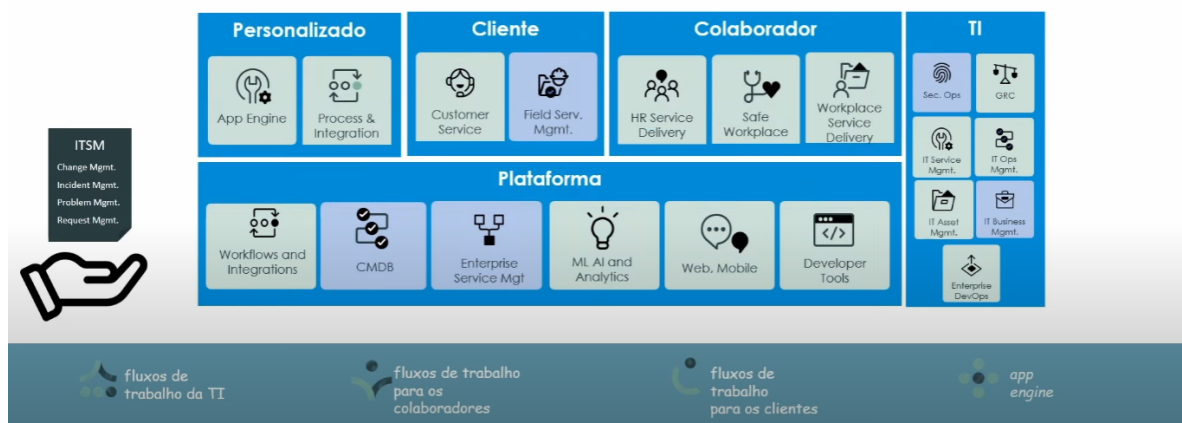 Personalizado
App Engine
Process &
Integration
Cliente
Customer
Service
Field Serv.
Mgmt.
Colaborador
HR Service
Delivery
Safe
Workplace
Workplace
Service
Delivery
TI
Sec. Ops
GRC
IT Service
Mgmt.
IT Ops
Mgmt.
IT Asset
Mgmt.
IT Business
Mgmt.
Enterprise
DevOps
ITSM
Change Mgmt.
Incident Mgmt.
Problem Mgmt.
Request Mgmt.
Plataforma
Workflows and
Integrations
CMDB
Enterprise
Service Mgt
ML AI and
Analytics
Web, Mobile
</>
Developer
Tools
fluxos de
trabalho da TI
fluxos de trabalho
para os
colaboradores
fluxos de
trabalho
para os clientes
app
engine